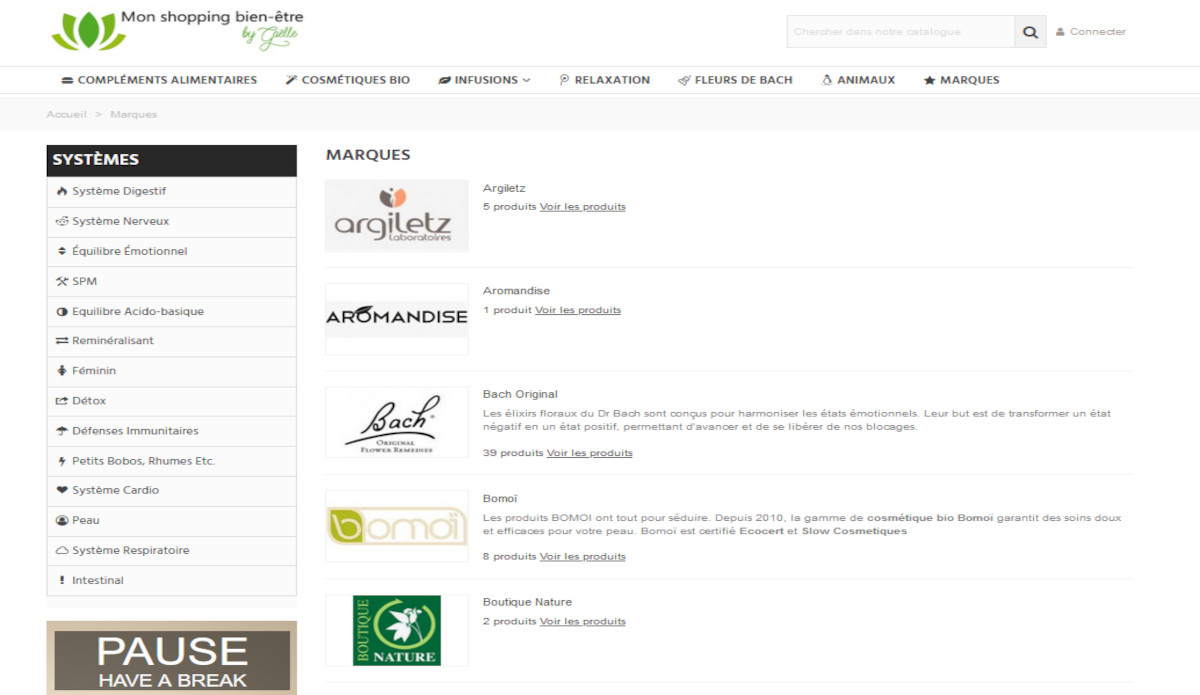 Mon shopping bien-être
by Gaëlle
Chercher dans notre catalogue
Connecter
COMPLÉMENTS ALIMENTAIRES COSMÉTIQUES BIO INFUSIONS RELAXATION FLEURS DE BACH ANIMAUX MARQUES
Accueil > Marques
SYSTÈMES
Système Digestif
Système Nerveux
Équilibre Émotionnel
SPM
Equilibre Acido-basique
Reminéralisant
Féminin
Détox
Défenses Immunitaires
Petits Bobos, Rhumes Etc.
Système Cardio
Peau
Système Respiratoire
Intestinal
PAUSE
HAVE A BREAK
MARQUES
argiletz
Laboratoires
Argiletz
5 produits Voir les produits
AROMANDISE
Aromandise
1 produit Voir les produits
Bach®
ORIGINAL
FLOWER REMEDIES
Bach Original
Les élixirs floraux du Dr Bach sont conçus pour harmoniser les états émotionnels. Leur but est de transformer un état
négatif en un état positif, permettant d'avancer et de se libérer de nos blocages.
39 produits Voir les produits
bomoï
Bomoï
Les produits BOMOI ont tout pour séduire. Depuis 2010, la gamme de cosmétique bio Bomoï garantit des soins doux
et efficaces pour votre peau. Bomoï est certifié Ecocert et Slow Cosmetiques
8 produits Voir les produits
BOUTIQUE
NATURE
Boutique Nature
2 produits Voir les produits